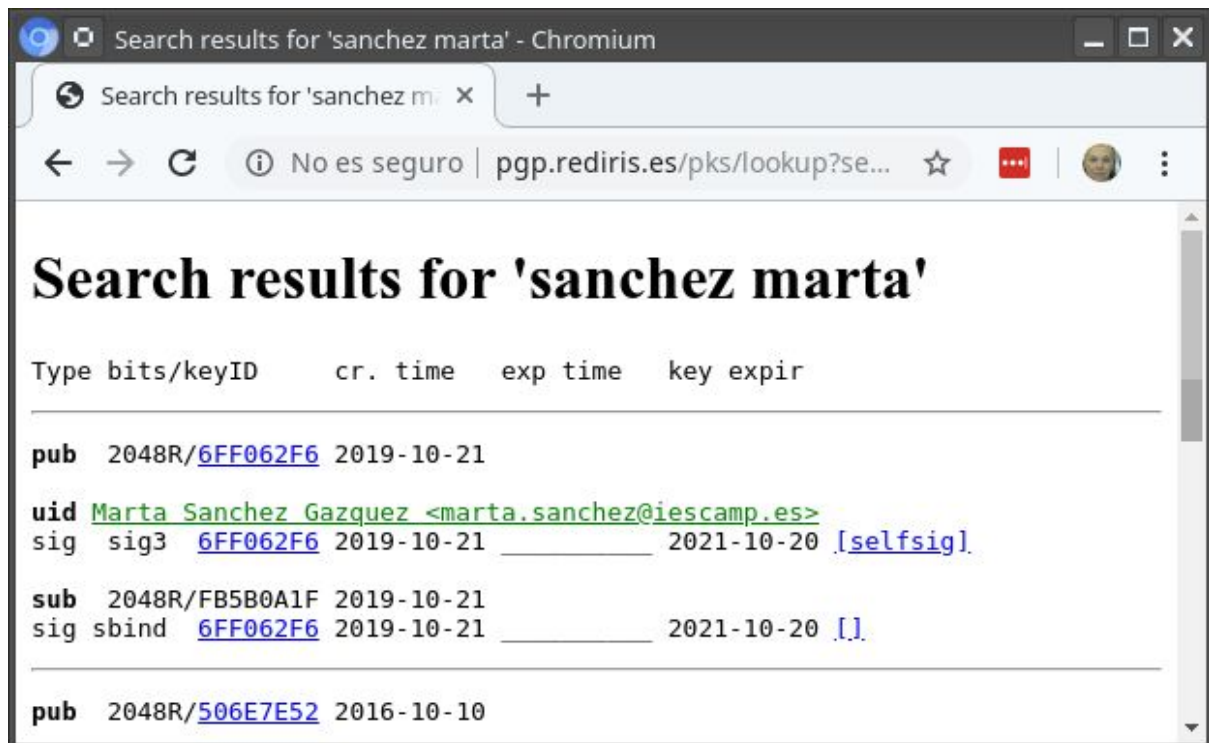 Search results for 'sanchez marta' - Chromium
Search results for 'sanchez m
No es seguro | pgp.rediris.es/pks/lookup?se...
Search results for 'sanchez marta'
Type bits/keyID     cr. time   exp time   key expir
pub  2048R/6FF062F6 2019-10-21
uid Marta Sanchez Gazquez <marta.sanchez@iescamp.es>
sig  sig3  6FF062F6 2019-10-21 __________ 2021-10-20 [selfsig]
sub  2048R/FB5B0A1F 2019-10-21
sig sbind  6FF062F6 2019-10-21 __________ 2021-10-20 []
pub  2048R/506E7E52 2016-10-10